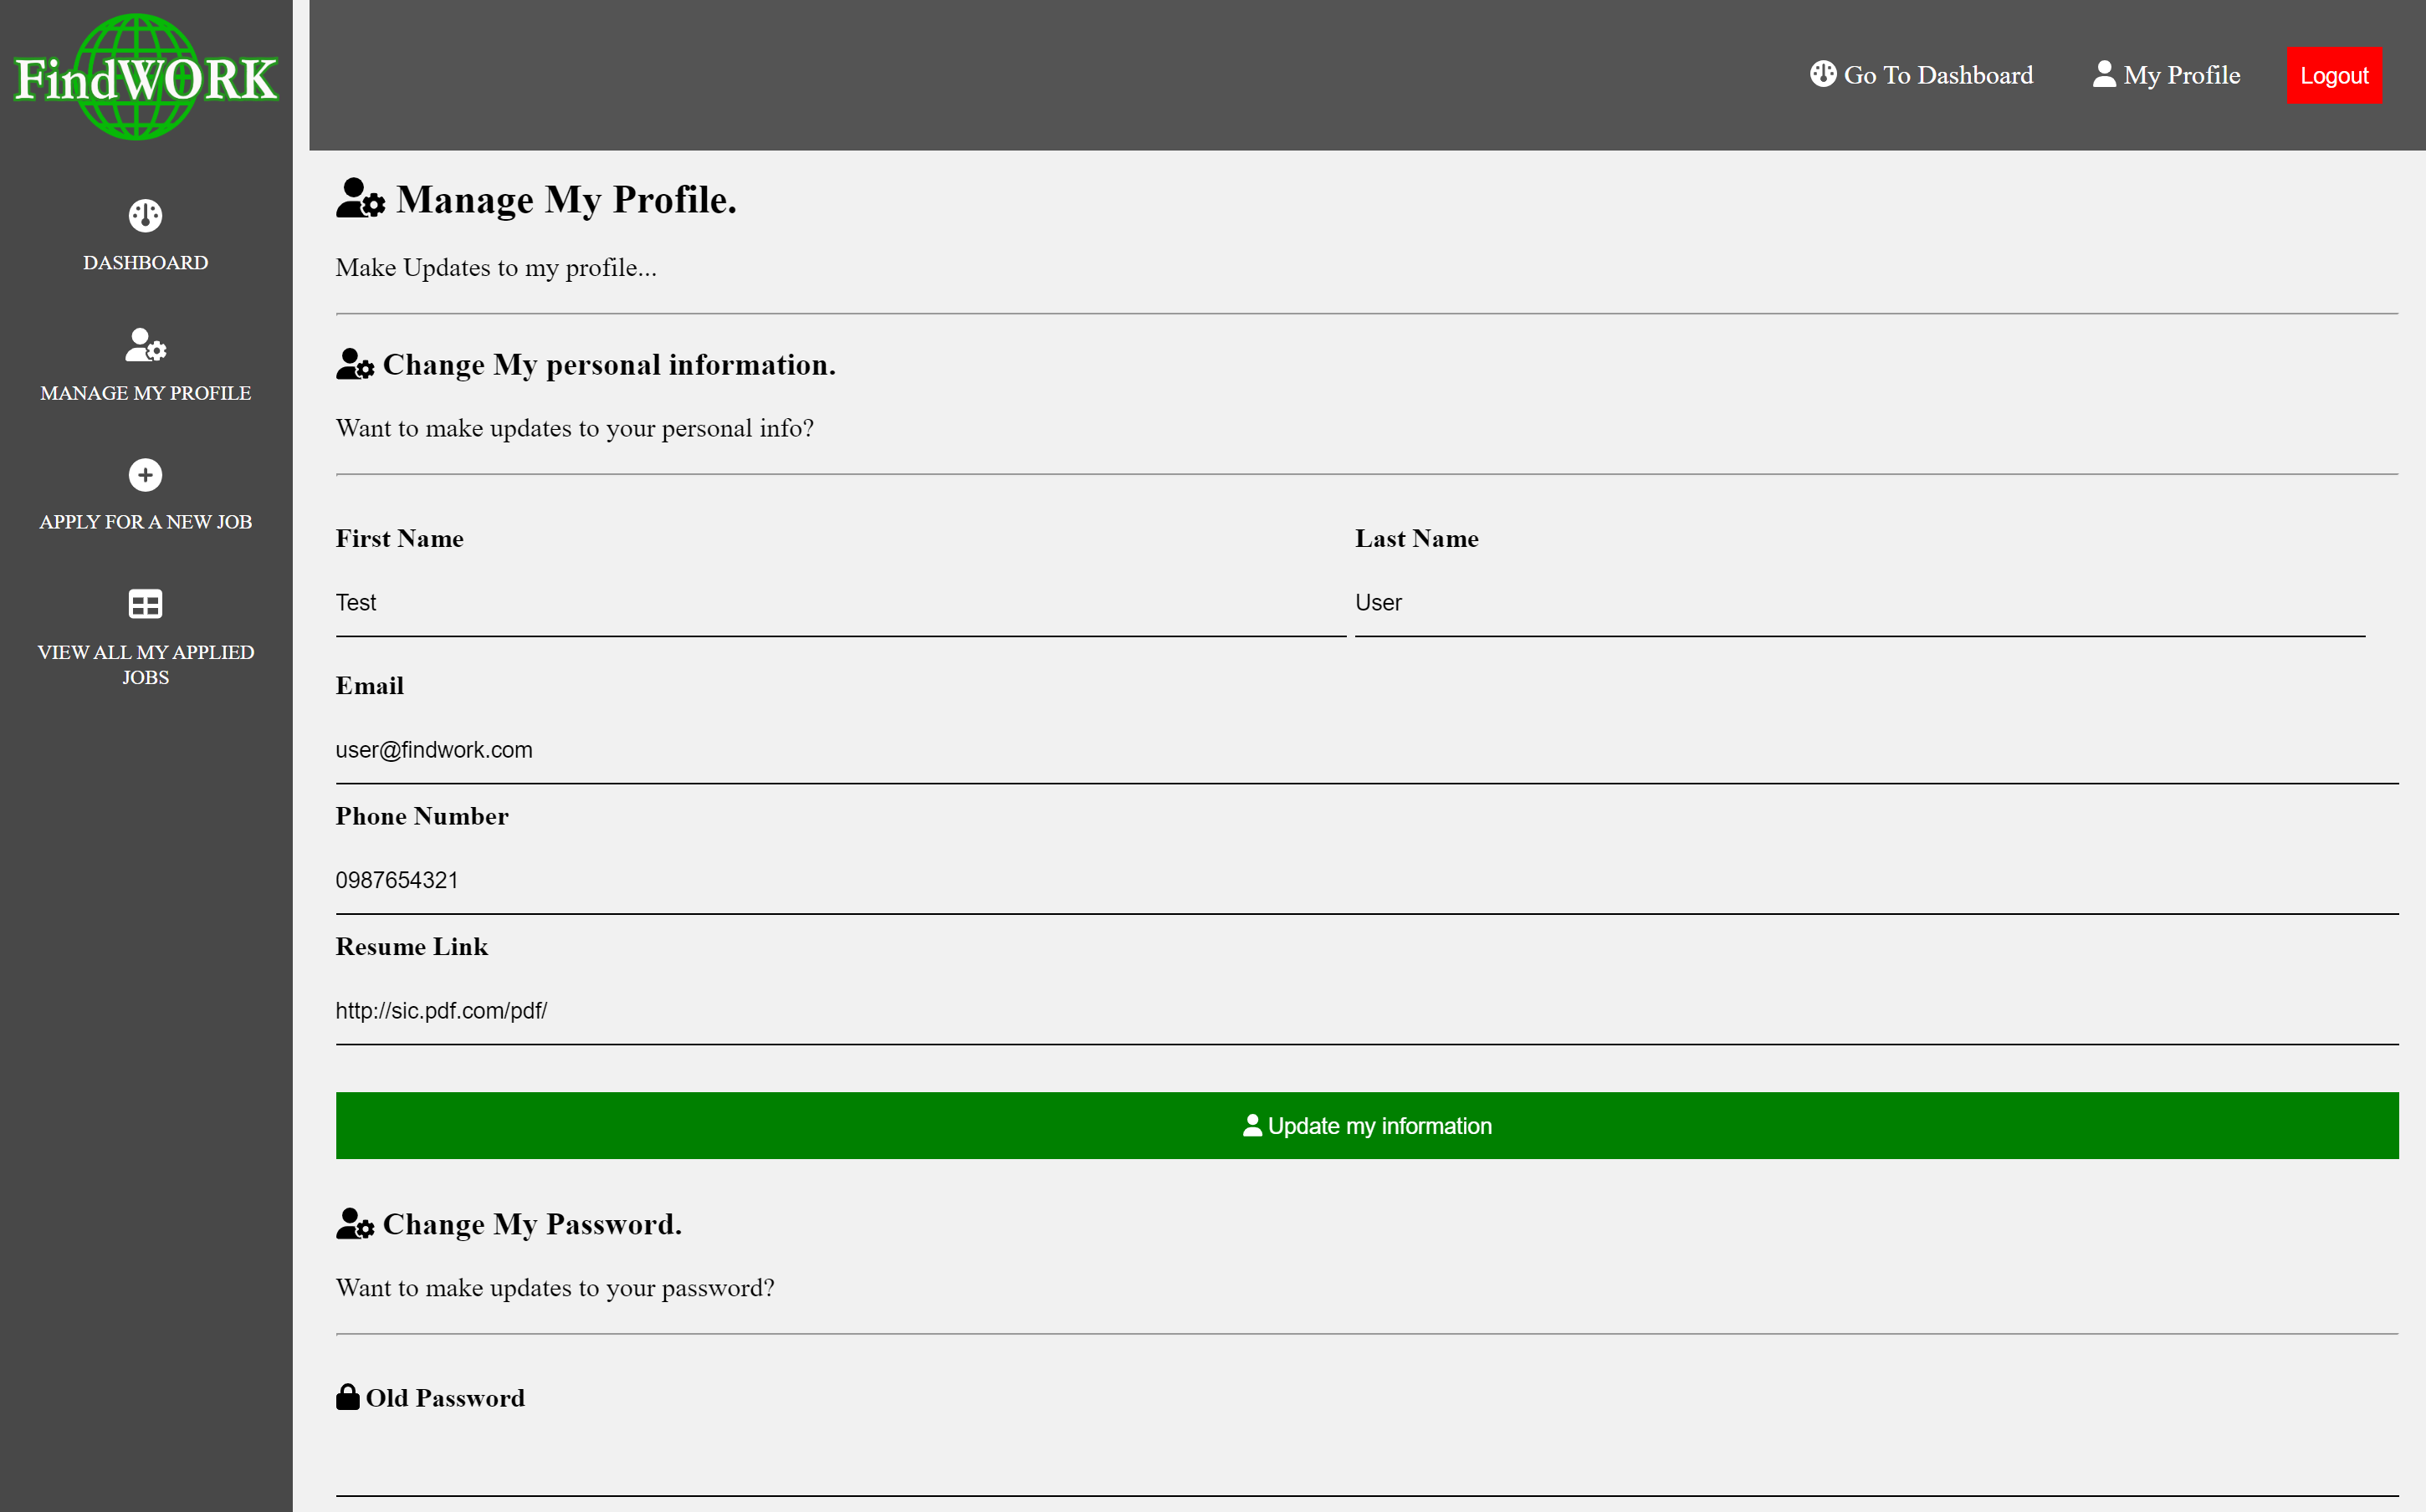 FindWORK
DASHBOARD
MANAGE MY PROFILE
APPLY FOR A NEW JOB
VIEW ALL MY APPLIED
JOBS
Go To Dashboard
My Profile
Logout
Manage My Profile.
Make Updates to my profile...
Change My personal information.
Want to make updates to your personal info?
First Name
Last Name
Test
User
Email
user@findwork.com
Phone Number
0987654321
Resume Link
http://sic.pdf.com/pdf/
Update my information
Change My Password.
Want to make updates to your password?
Old Password